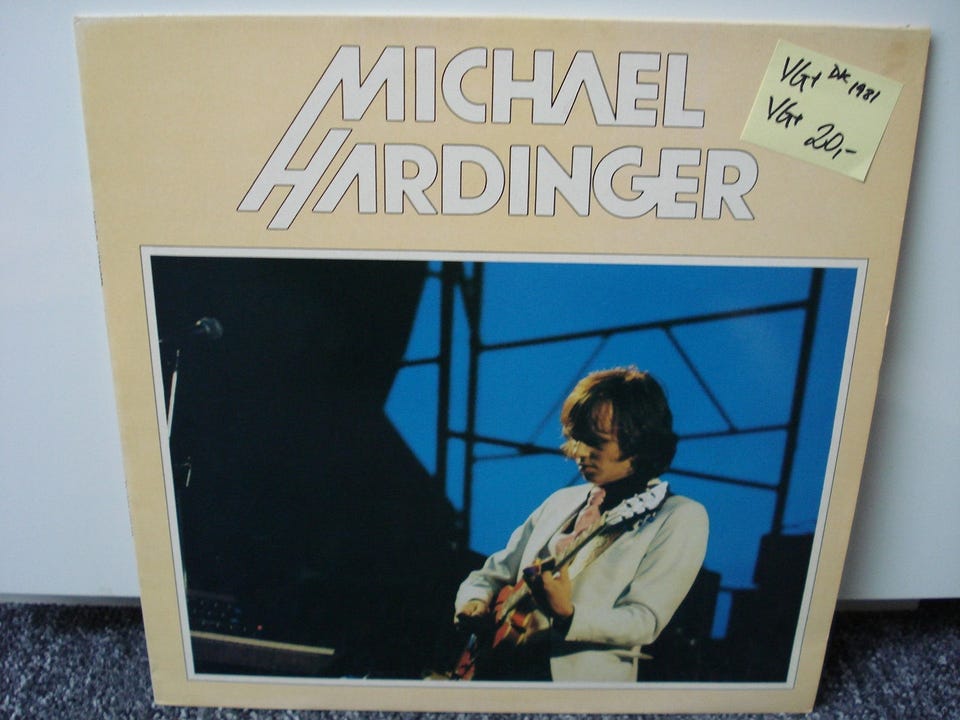 MICHAEL
HARDINGER
VG+ DK 1981
VG+ 20,-